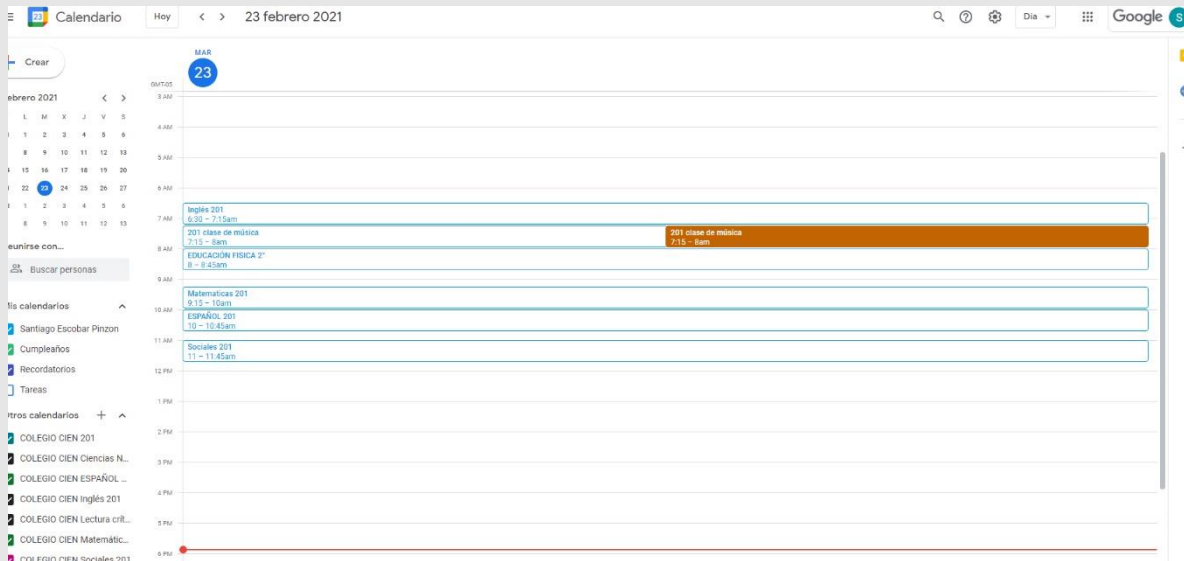 23 Calendario Hoy 23 febrero 2021 Día Google S
Crear
MAR
23
GMT-05
ebrero 2021
L M X J V S
1 2 3 4 5 6
8 9 10 11 12 13
15 16 17 18 19 20
22 23 24 25 26 27
1 2 3 4 5 6
8 9 10 11 12 13
eunirse con...
Buscar personas
is calendarios
Santiago Escobar Pinzon
Cumpleaños
Recordatorios
Tareas
tros calendarios
COLEGIO CIEN 201
COLEGIO CIEN Ciencias N...
COLEGIO CIEN ESPAÑOL ...
COLEGIO CIEN Inglés 201
COLEGIO CIEN Lectura crít...
COLEGIO CIEN Matemátic...
COLEGIO CIEN Sociales 201
3 AM
4 AM
5 AM
6 AM
Inglés 201
6:30 – 7:15am
7 AM
201 clase de música
7:15 – 8am
201 clase de música
7:15 – 8am
8 AM
EDUCACIÓN FISICA 2°
8 – 8:45am
9 AM
Matematicas 201
9:15 – 10am
10 AM
ESPAÑOL 201
10 – 10:45am
11 AM
Sociales 201
11 – 11:45am
12 PM
1 PM
2 PM
3 PM
4 PM
5 PM
6 PM